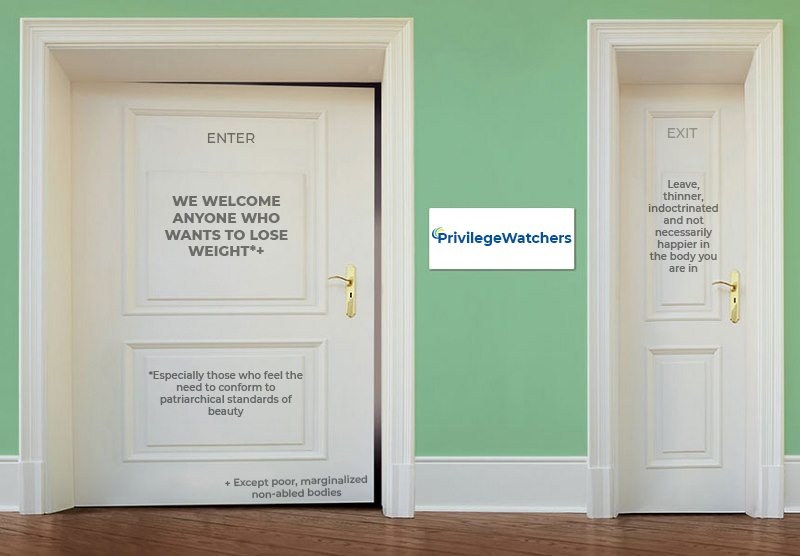 ENTER
WE WELCOME
ANYONE WHO
WANTS TO LOSE
WEIGHT*+
*Especially those who feel the
need to conform to
patriarchical standards of
beauty
+ Except poor, marginalized
non-abled bodies
PrivilegeWatchers
EXIT
Leave,
thinner,
indoctrinated
and not
necessarily
happier in
the body you
are in